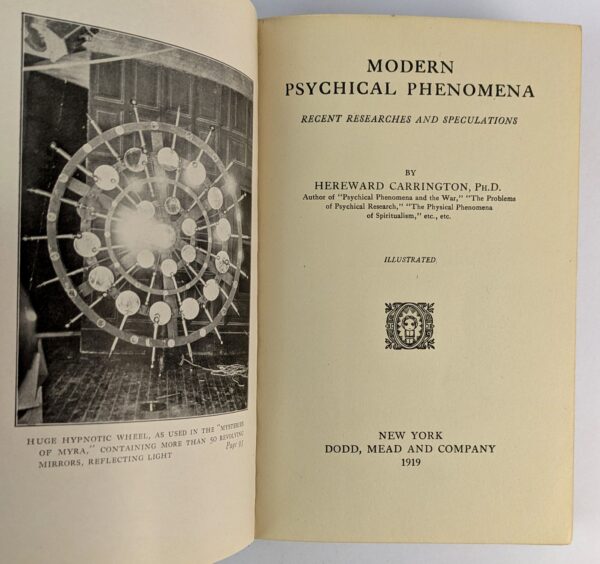 HUGE HYPNOTIC WHEEL, AS USED IN THE "MYSTERIES
OF MYRA," CONTAINING MORE THAN 50 REVOLVING
MIRRORS, REFLECTING LIGHT
Page
MODERN
PSYCHICAL PHENOMENA
RECENT RESEARCHES AND SPECULATIONS
BY
HEREWARD CARRINGTON, PH.D.
Author of "Psychical Phenomena and the War," "The Problems
of Psychical Research," "The Physical Phenomena
of Spiritualism," etc., etc.
ILLUSTRATED
NEW YORK
DODD, MEAD AND COMPANY
1919